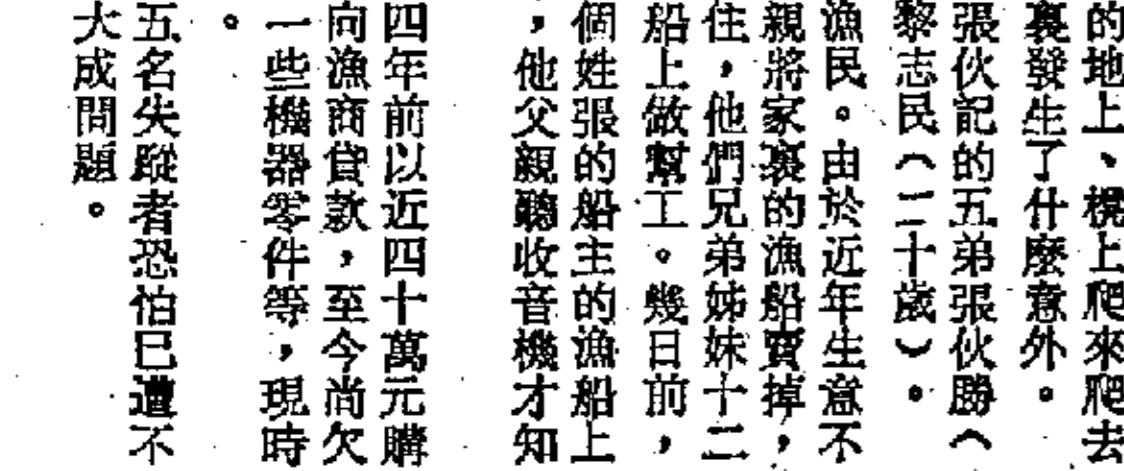 的地上、櫈上爬來爬去
裏發生了什麼意外。
張伙記的五弟張伙勝（
黎志民（二十歲）。
漁民。由於近年生意不
親將家裏的漁船賣掉，
住，他們兄弟姊妹十二
船上做幫工。幾日前，
個姓張的船主的漁船上
，他父親聽收音機才知
四年前以近四十萬元購
向漁商貸款，至今尚欠
一些機器零件等，現時
。
五名失蹤者恐怕已遭不
大成問題。